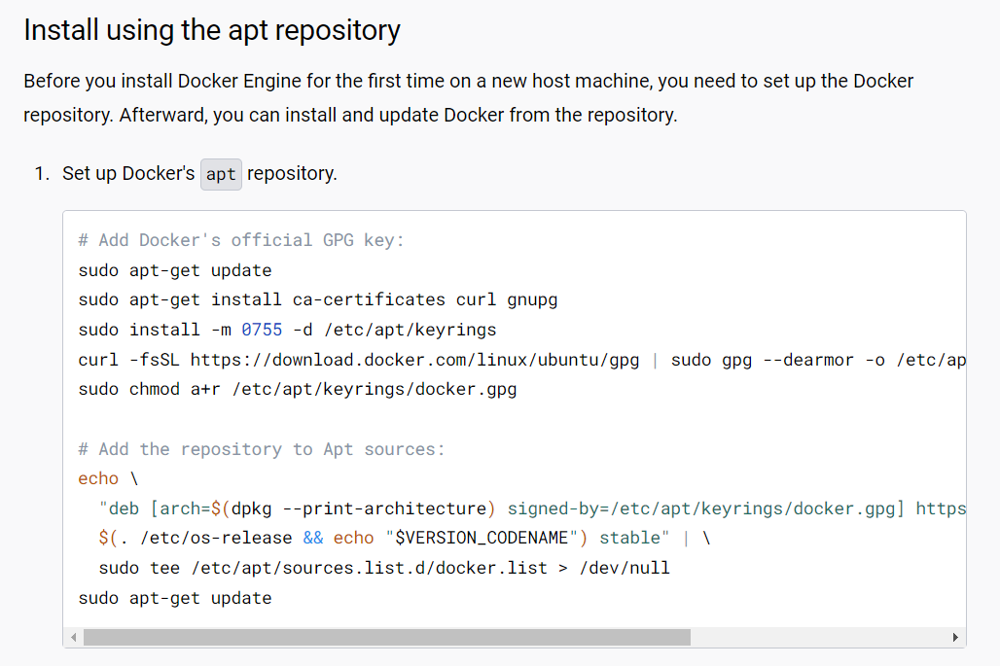 Install using the apt repository
Before you install Docker Engine for the first time on a new host machine, you need to set up the Docker
repository. Afterward, you can install and update Docker from the repository.
1. Set up Docker's apt repository.
# Add Docker's official GPG key:
sudo apt-get update
sudo apt-get install ca-certificates curl gnupg
sudo install -m 0755 -d /etc/apt/keyrings
curl -fsSL https://download.docker.com/linux/ubuntu/gpg | sudo gpg --dearmor -o /etc/ap
sudo chmod a+r /etc/apt/keyrings/docker.gpg
# Add the repository to Apt sources:
echo \
"deb [arch=$(dpkg --print-architecture) signed-by=/etc/apt/keyrings/docker.gpg] https
$(. /etc/os-release && echo "$VERSION_CODENAME") stable" | \
sudo tee /etc/apt/sources.list.d/docker.list > /dev/null
sudo apt-get update